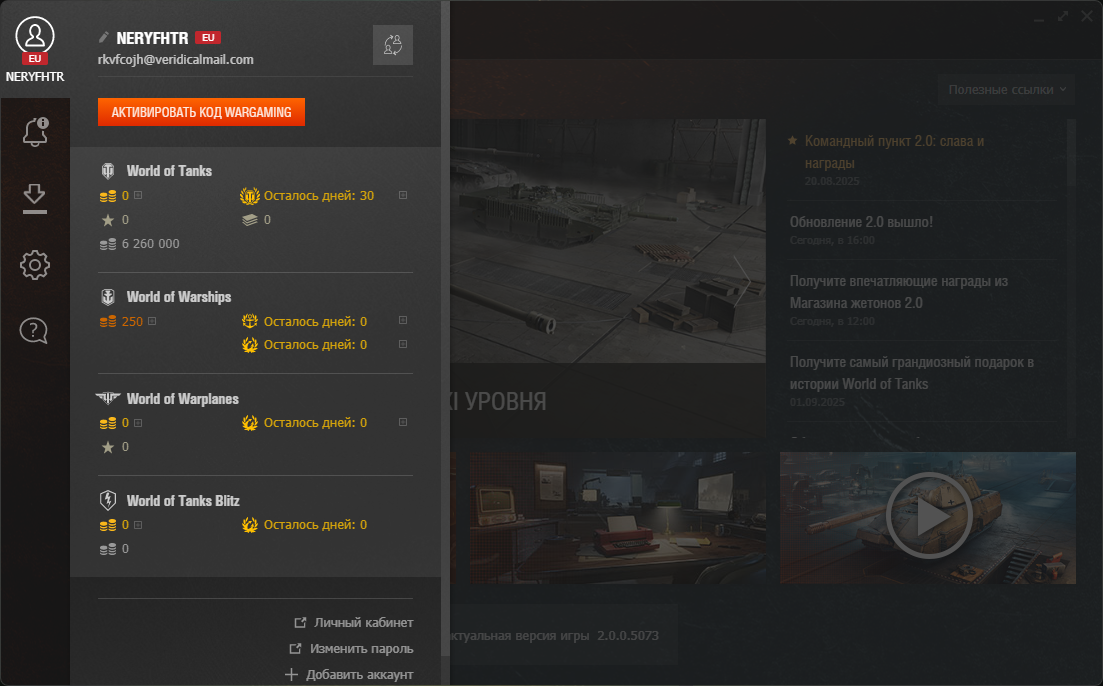 NERYFHTR EU
rkvfcojh@veridicalmail.com
EU
NERYFHTR
АКТИВИРОВАТЬ КОД WARGAMING
World of Tanks
0
Осталось дней: 30
0
0
6 260 000
World of Warships
250
Осталось дней: 0
Осталось дней: 0
World of Warplanes
0
Осталось дней: 0
0
World of Tanks Blitz
0
Осталось дней: 0
0
Личный кабинет
Изменить пароль
Добавить аккаунт
Полезные ссылки
Командный пункт 2.0: слава и
награды
20.08.2025
Обновление 2.0 вышло!
Сегодня, в 16:00
Получите впечатляющие награды из
Магазина жетонов 2.0
Сегодня, в 12:00
Получите самый грандиозный подарок в
истории World of Tanks
01.09.2025
XI УРОВНЯ
ктуальная версия игры 2.0.0.5073